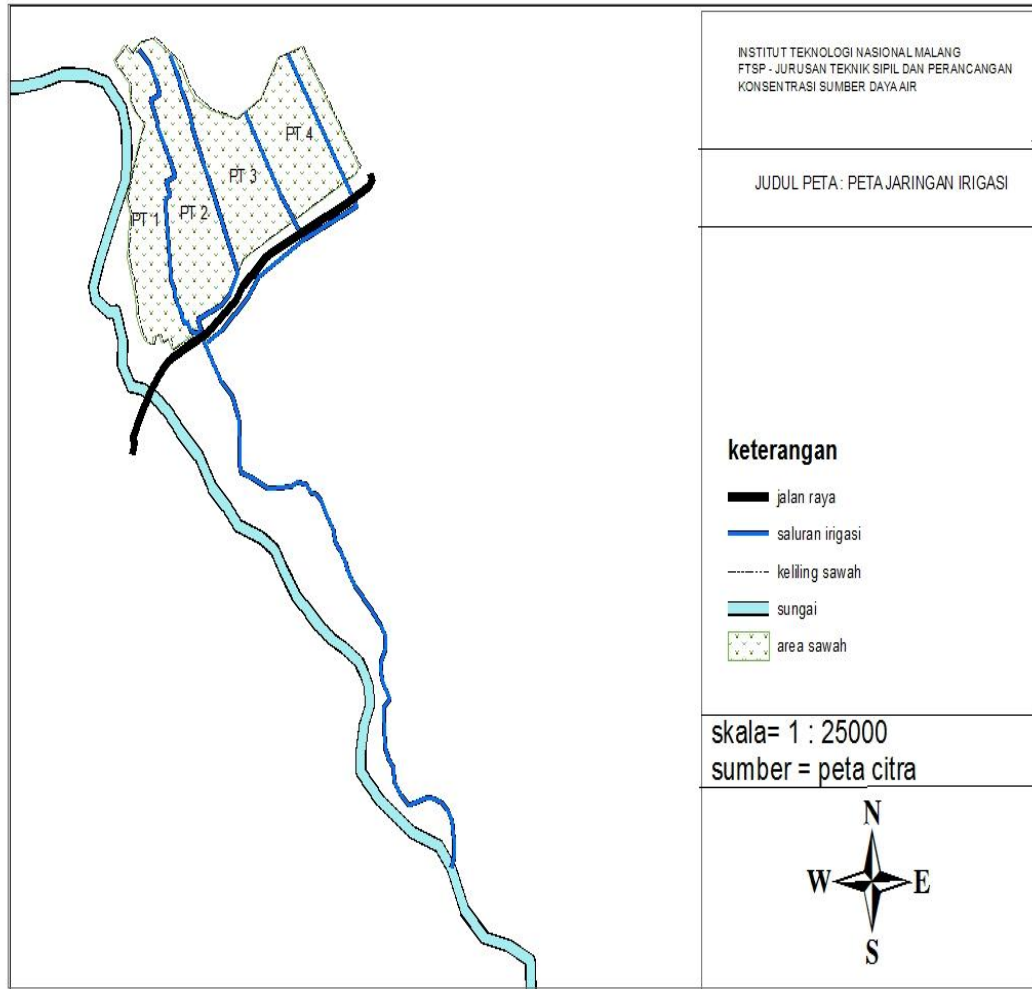 INSTITUT TEKNOLOGI NASIONAL MALANG
FTSP - JURUSAN TEKNIK SIPIL DAN PERANCANGAN
KONSENTRASI SUMBER DAYA AIR
JUDUL PETA : PETA JARINGAN IRIGASI
PT 1
PT 2
PT 3
PT 4
keterangan
jalan raya
saluran irigasi
keliling sawah
sungai
area sawah
skala= 1 : 25000
sumber = peta citra
N
W E
S